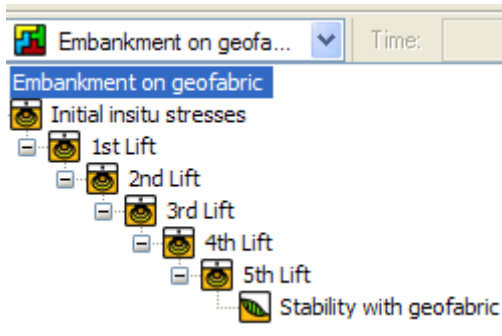 Embankment on geofa... Time:
Embankment on geofabric
Initial insitu stresses
1st Lift
2nd Lift
3rd Lift
4th Lift
5th Lift
Stability with geofabric